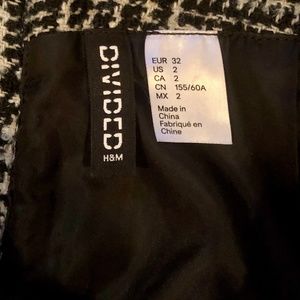 DIVIDED
H&M
EUR 32
US 2
CA 2
CN 155/60A
MX 2
Made in
China
Fabriqué en
Chine